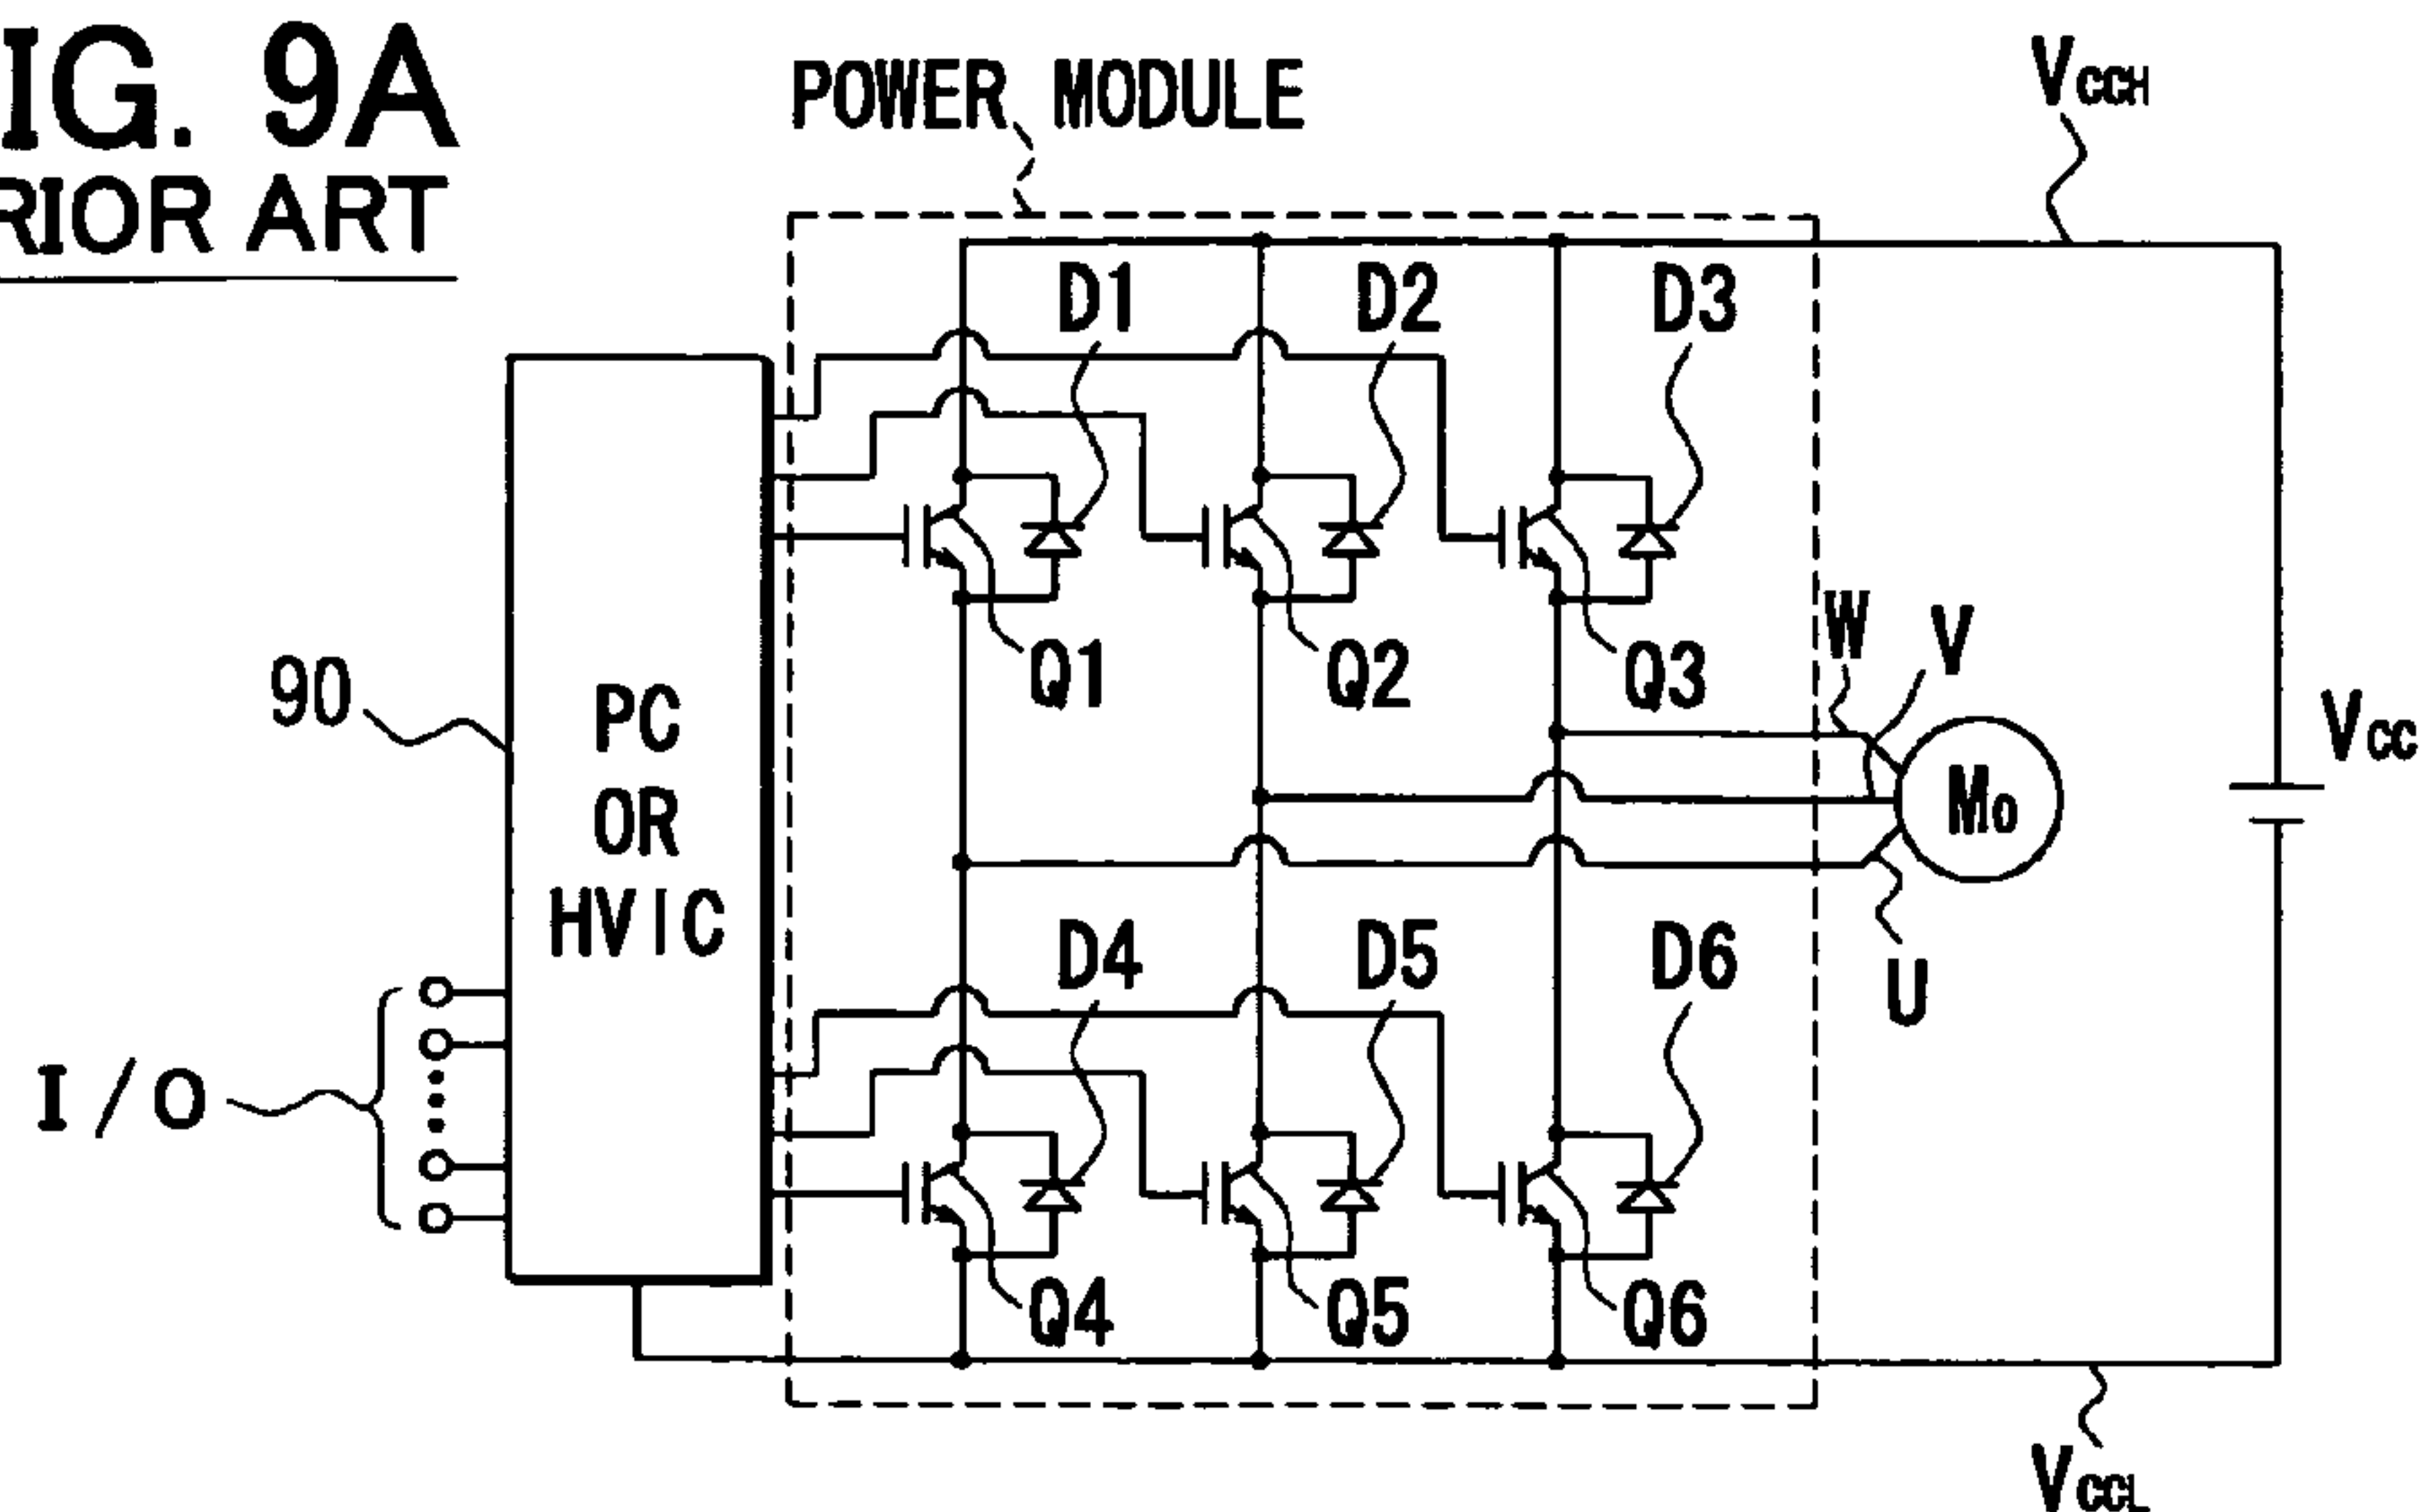 IG. 9A
RIOR ART
POWER MODULE
VCCH
D1
D2
D3
Q1
Q2
Q3
W
V
90
PC
OR
HVIC
Mo
VCC
U
D4
D5
D6
I/O
Q4
Q5
Q6
VCCL